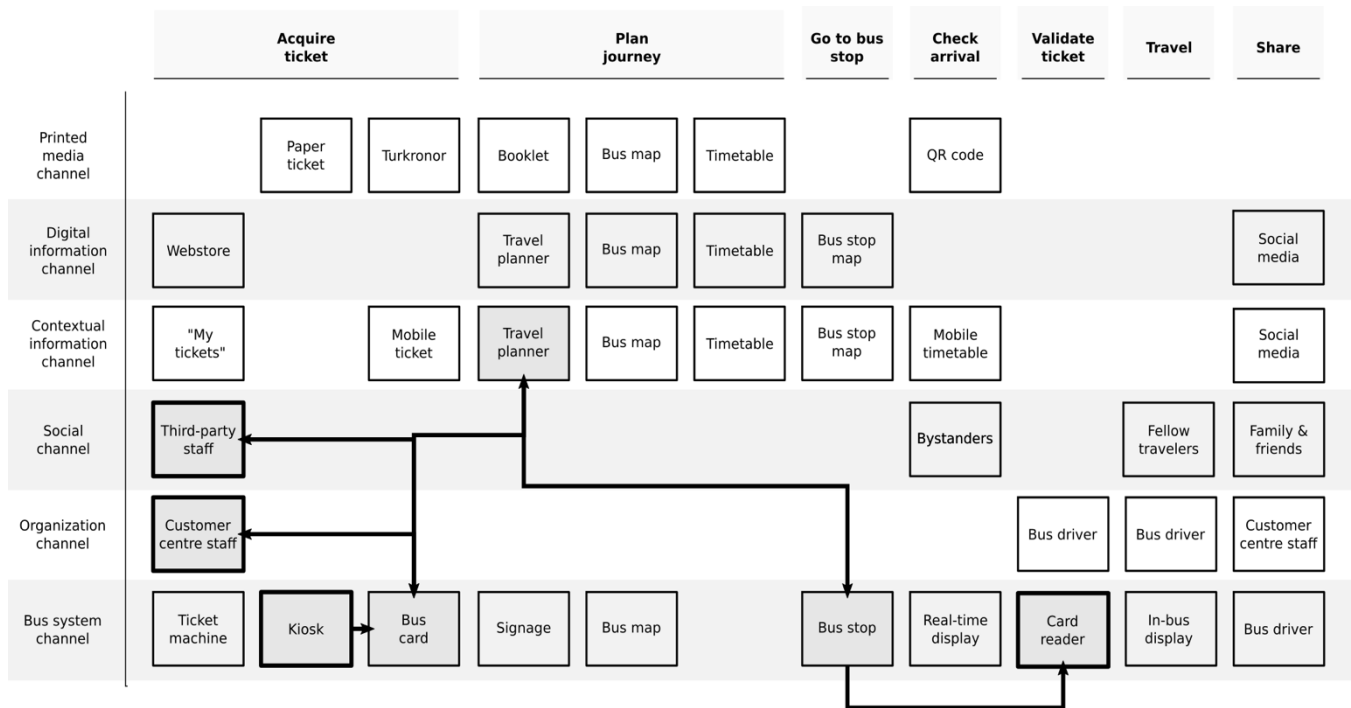 Acquire
ticket
Plan
journey
Go to bus
stop
Check
arrival
Validate
ticket
Travel
Share
Printed
media
channel
Paper
ticket
Turkronor
Booklet
Bus map
Timetable
QR code
Digital
information
channel
Webstore
Travel
planner
Bus map
Timetable
Bus stop
map
Social
media
Contextual
information
channel
"My
tickets"
Mobile
ticket
Travel
planner
Bus map
Timetable
Bus stop
map
Mobile
timetable
Social
media
Social
channel
Third-party
staff
Bystanders
Fellow
travelers
Family &
friends
Organization
channel
Customer
centre staff
Bus driver
Bus driver
Customer
centre staff
Bus system
channel
Ticket
machine
Kiosk
Bus
card
Signage
Bus map
Bus stop
Real-time
display
Card
reader
In-bus
display
Bus driver